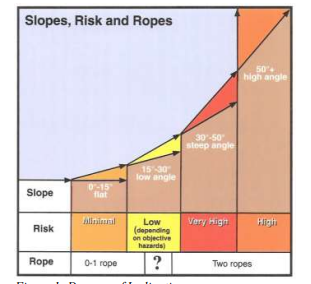 Slopes, Risk and Ropes
50°+
high angle
30°-50°
steep angle
15°-30°
low angle
0°-15°
flat
Slope
Risk
Minimal
Low
(depending
on objective
hazards)
Very High
High
Rope
0-1 rope
?
Two ropes